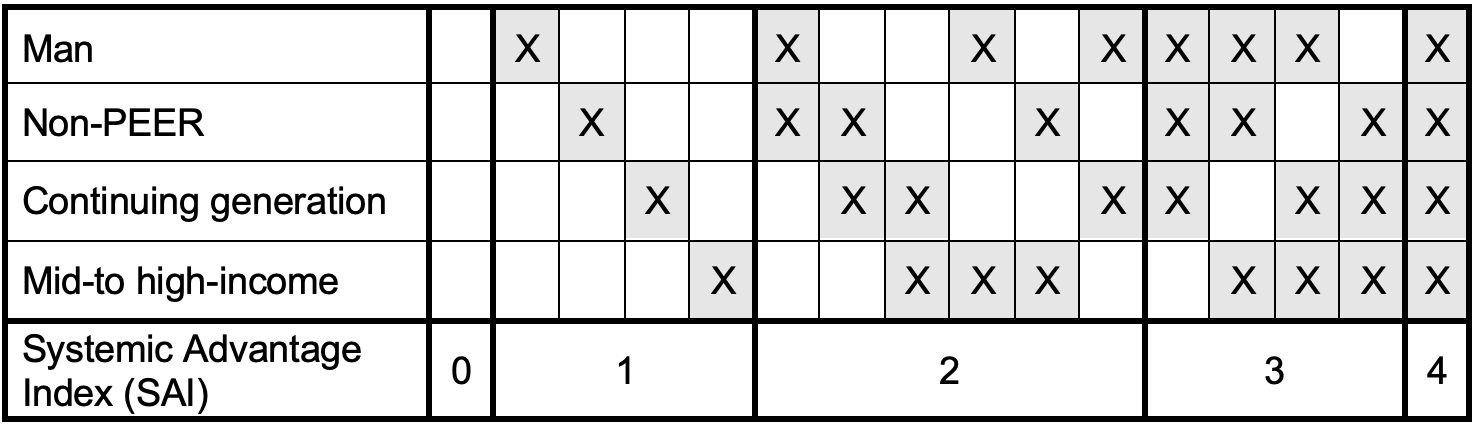 Man X X X X X X X X
Non-PEER X X X X X X X X
Continuing generation X X X X X X X X
Mid-to high-income X X X X X X X X
Systemic Advantage
Index (SAI) 0 1 2 3 4